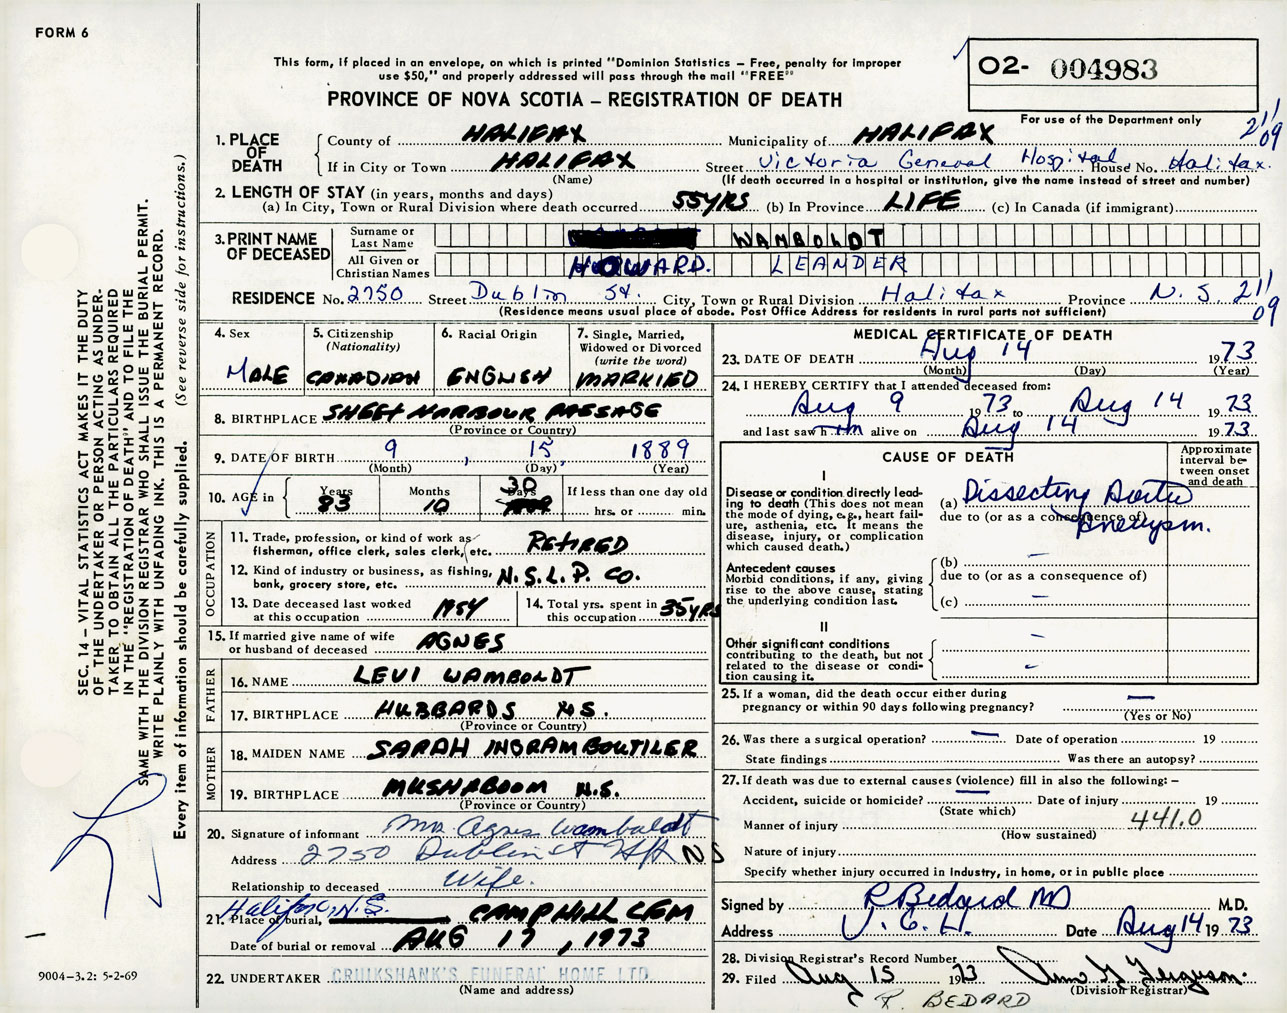 FORM 6
This form, if placed in an envelope, on which is printed "Dominion Statistics – Free, penalty for improper
use $50," and properly addressed will pass through the mail "FREE"
PROVINCE OF NOVA SCOTIA – REGISTRATION OF DEATH
02- 004983
For use of the Department only
21/09
1. PLACE OF DEATH
County of HALIFAX Municipality of HALIFAX
If in City or Town HALIFAX Street Victoria General Hospital House No. Halifax.
(Name) (If death occurred in a hospital or institution, give the name instead of street and number)
2. LENGTH OF STAY (in years, months and days)
(a) In City, Town or Rural Division where death occurred 55 YRS (b) In Province LIFE (c) In Canada (if immigrant)
3. PRINT NAME OF DECEASED
Surname or Last Name WAMBOLDT
All Given or Christian Names HOWARD. LEANDER
RESIDENCE No. 2750 Street Dublin St. City, Town or Rural Division Halifax Province N.S. 21/09
(Residence means usual place of abode. Post Office Address for residents in rural parts not sufficient)
4. Sex
MALE
5. Citizenship
(Nationality)
CANADIAN
6. Racial Origin
ENGLISH
7. Single, Married,
Widowed or Divorced
(write the word)
MARRIED
8. BIRTHPLACE SHEET HARBOUR PASSAGE
(Province or Country)
9. DATE OF BIRTH 9, 15, 1889
(Month) (Day) (Year)
10. AGE in
Years 83
Months 10
Days 30
If less than one day old
hrs. or min.
OCCUPATION
11. Trade, profession, or kind of work as
fisherman, office clerk, sales clerk, etc. RETIRED
12. Kind of industry or business, as fishing,
bank, grocery store, etc. N.S.L.P. CO.
13. Date deceased last worked
at this occupation 1954
14. Total yrs. spent in
this occupation 35 YRS
15. If married give name of wife
or husband of deceased AGNES
FATHER
16. NAME LEVI WAMBOLDT
17. BIRTHPLACE HUBBARDS N.S.
(Province or Country)
MOTHER
18. MAIDEN NAME SARAH INGRAM BOUTILER
19. BIRTHPLACE MUSHABOOM N.S.
(Province or Country)
20. Signature of informant Mrs Agnes Wamboldt
Address 2750 Dublin St Hfx NS
Relationship to deceased Wife.
Halifax, N.S.
21. Place of burial, CAMPHILL CEM
Date of burial or removal AUG 17, 1973
22. UNDERTAKER CRUIKSHANK'S FUNERAL HOME LTD.
(Name and address)
MEDICAL CERTIFICATE OF DEATH
23. DATE OF DEATH Aug 14 1973
(Month) (Day) (Year)
24. I HEREBY CERTIFY that I attended deceased from:
Aug 9 1973 to Aug 14 1973
and last saw him alive on Aug 14 1973
CAUSE OF DEATH
Approximate
interval be-
tween onset
and death
I
Disease or condition directly lead-
ing to death (This does not mean
the mode of dying, e.g., heart fail-
ure, asthenia, etc. It means the
disease, injury, or complication
which caused death.)
(a) Dissecting Aortic
due to (or as a consequence of)
Aneurysm.
Antecedent causes
Morbid conditions, if any, giving
rise to the above cause, stating
the underlying condition last.
(b) –
due to (or as a consequence of)
(c) –
II
Other significant conditions
contributing to the death, but not
related to the disease or condi-
tion causing it.
25. If a woman, did the death occur either during
pregnancy or within 90 days following pregnancy? –
(Yes or No)
26. Was there a surgical operation? – Date of operation 19
State findings Was there an autopsy?
27. If death was due to external causes (violence) fill in also the following: –
Accident, suicide or homicide? – Date of injury 19
(State which)
Manner of injury 441.0
(How sustained)
Nature of injury
Specify whether injury occurred in industry, in home, or in public place
Signed by R Bedard MD M.D.
Address V.G.H. Date Aug 14 1973
28. Division Registrar's Record Number
29. Filed Aug 15 1973
(Division Registrar)
R. BEDARD
SEC. 14 – VITAL STATISTICS ACT MAKES IT THE DUTY
OF THE UNDERTAKER OR PERSON ACTING AS UNDER-
TAKER TO OBTAIN ALL THE PARTICULARS REQUIRED
IN THE "REGISTRATION OF DEATH" AND TO FILE THE
SAME WITH THE DIVISION REGISTRAR WHO SHALL ISSUE THE BURIAL PERMIT.
WRITE PLAINLY WITH UNFADING INK. THIS IS A PERMANENT RECORD.
Every item of information should be carefully supplied. (See reverse side for instructions.)
9004–3.2: 5-2-69